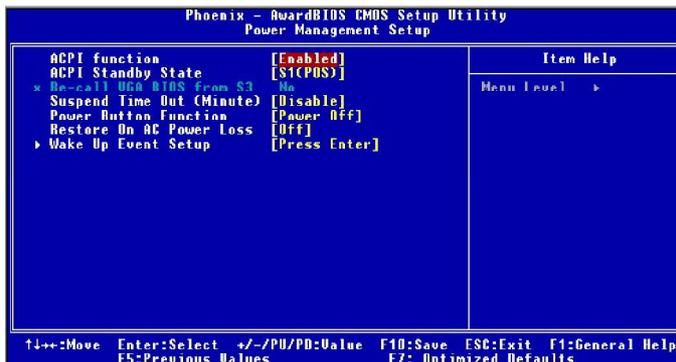 Phoenix - AwardBIOS CMOS Setup Utility
Power Management Setup
ACPI function [Enabled]
Item Help
ACPI Standby State [S1(POS)]
x Re-call VGA BIOS from S3 No
Menu Level ▸
Suspend Time Out (Minute) [Disable]
Power Button Function [Power Off]
Restore On AC Power Loss [Off]
▸ Wake Up Event Setup [Press Enter]
↑↓→←:Move Enter:Select +/-/PU/PD:Value F10:Save ESC:Exit F1:General Help
F5:Previous Values F7: Optimized Defaults